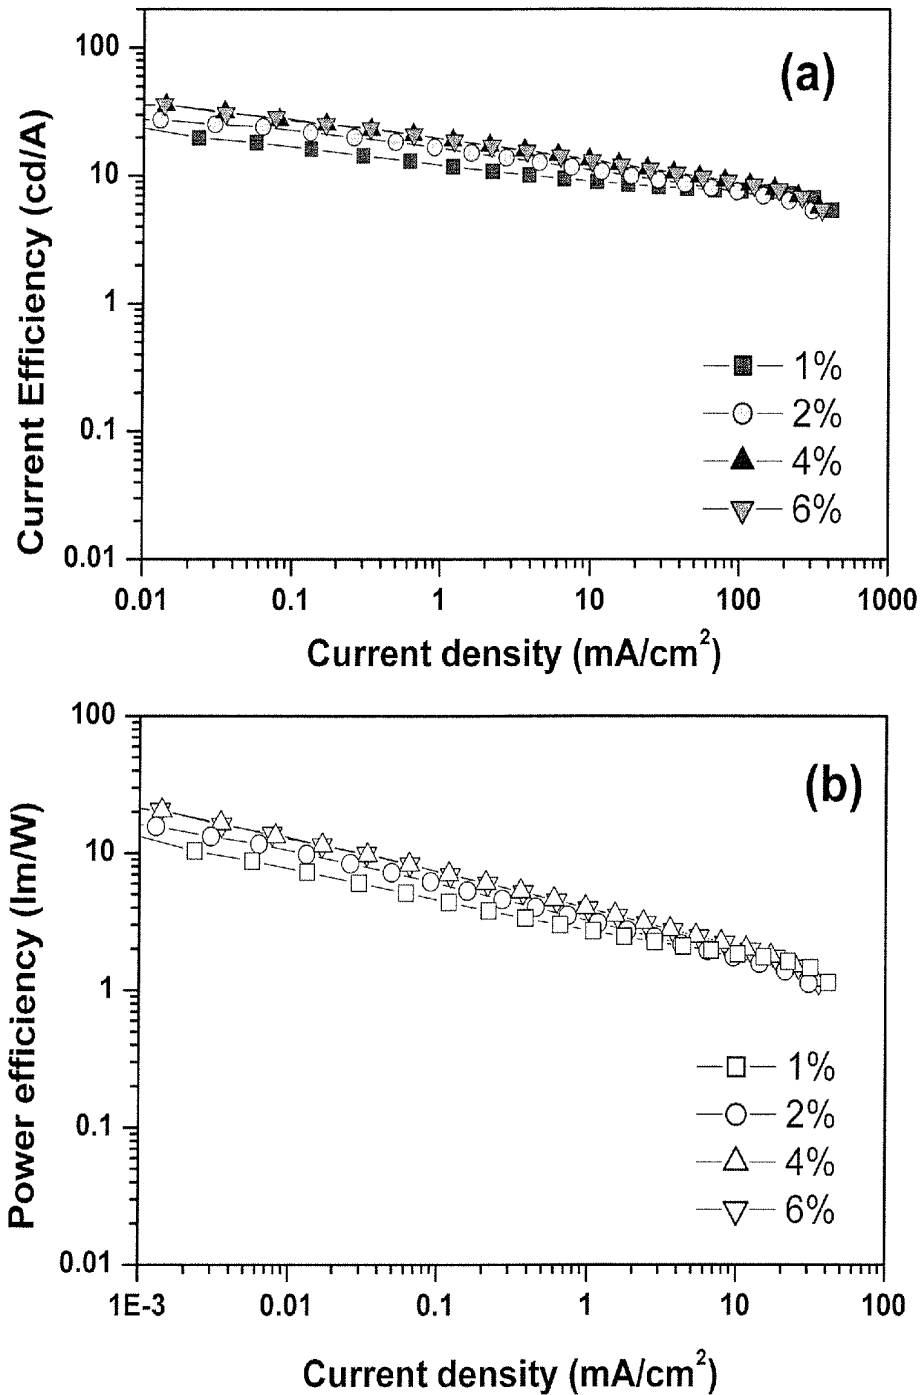 (a)
Current Efficiency (cd/A)
100
10
1
0.1
0.01
1%
2%
4%
6%
0.01 0.1 1 10 100 1000
Current density (mA/cm²)
(b)
Power efficiency (lm/W)
100
10
1
0.1
0.01
1%
2%
4%
6%
1E-3 0.01 0.1 1 10 100
Current density (mA/cm²)